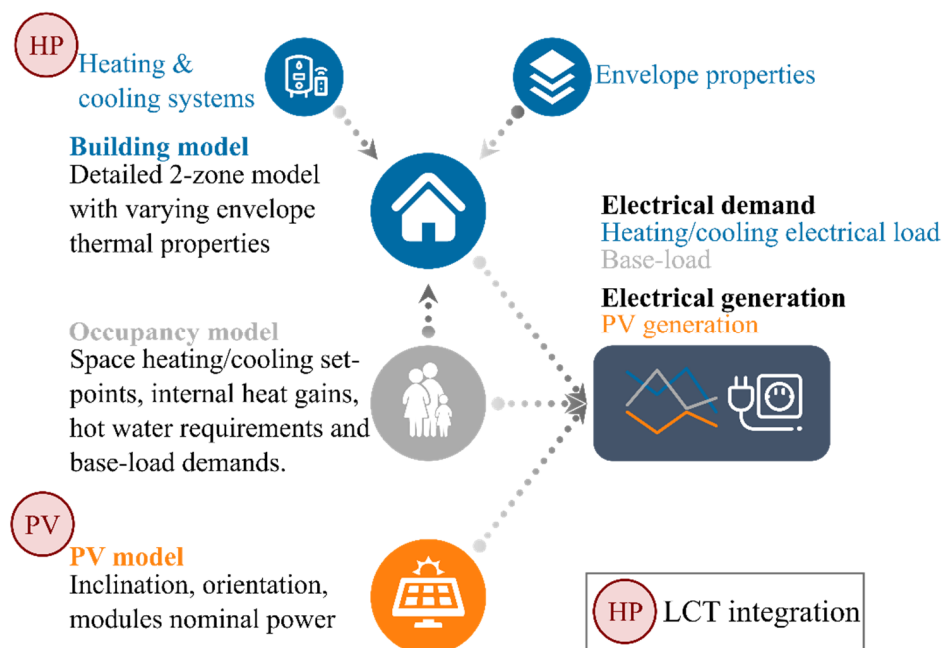 HP
Heating &
cooling systems
Envelope properties
Building model
Detailed 2-zone model
with varying envelope
thermal properties
Electrical demand
Heating/cooling electrical load
Base-load
Electrical generation
PV generation
Occupancy model
Space heating/cooling set-
points, internal heat gains,
hot water requirements and
base-load demands.
PV
PV model
Inclination, orientation,
modules nominal power
HP LCT integration